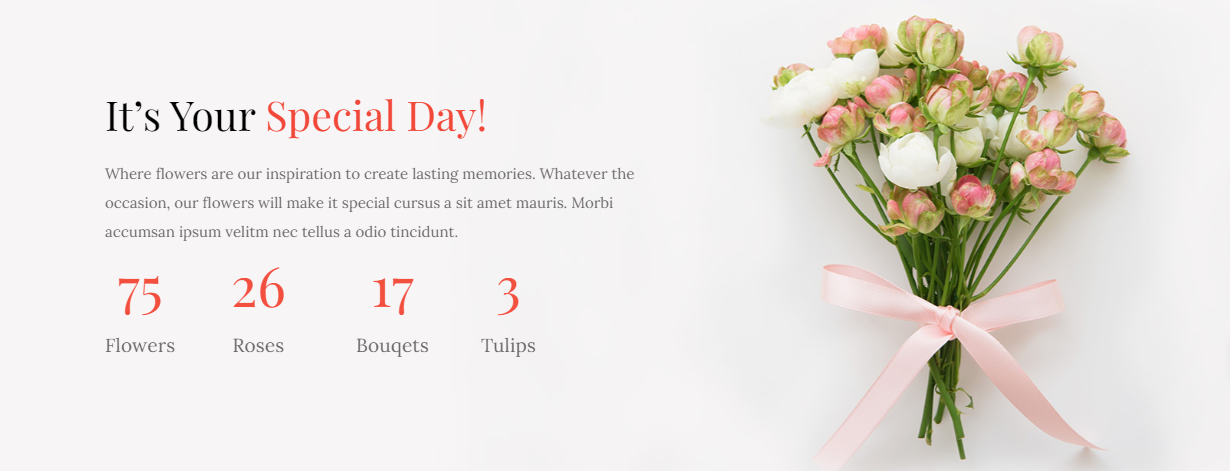 It’s Your Special Day!
Where flowers are our inspiration to create lasting memories. Whatever the
occasion, our flowers will make it special cursus a sit amet mauris. Morbi
accumsan ipsum velitm nec tellus a odio tincidunt.
75 26 17 3
Flowers Roses Bouqets Tulips